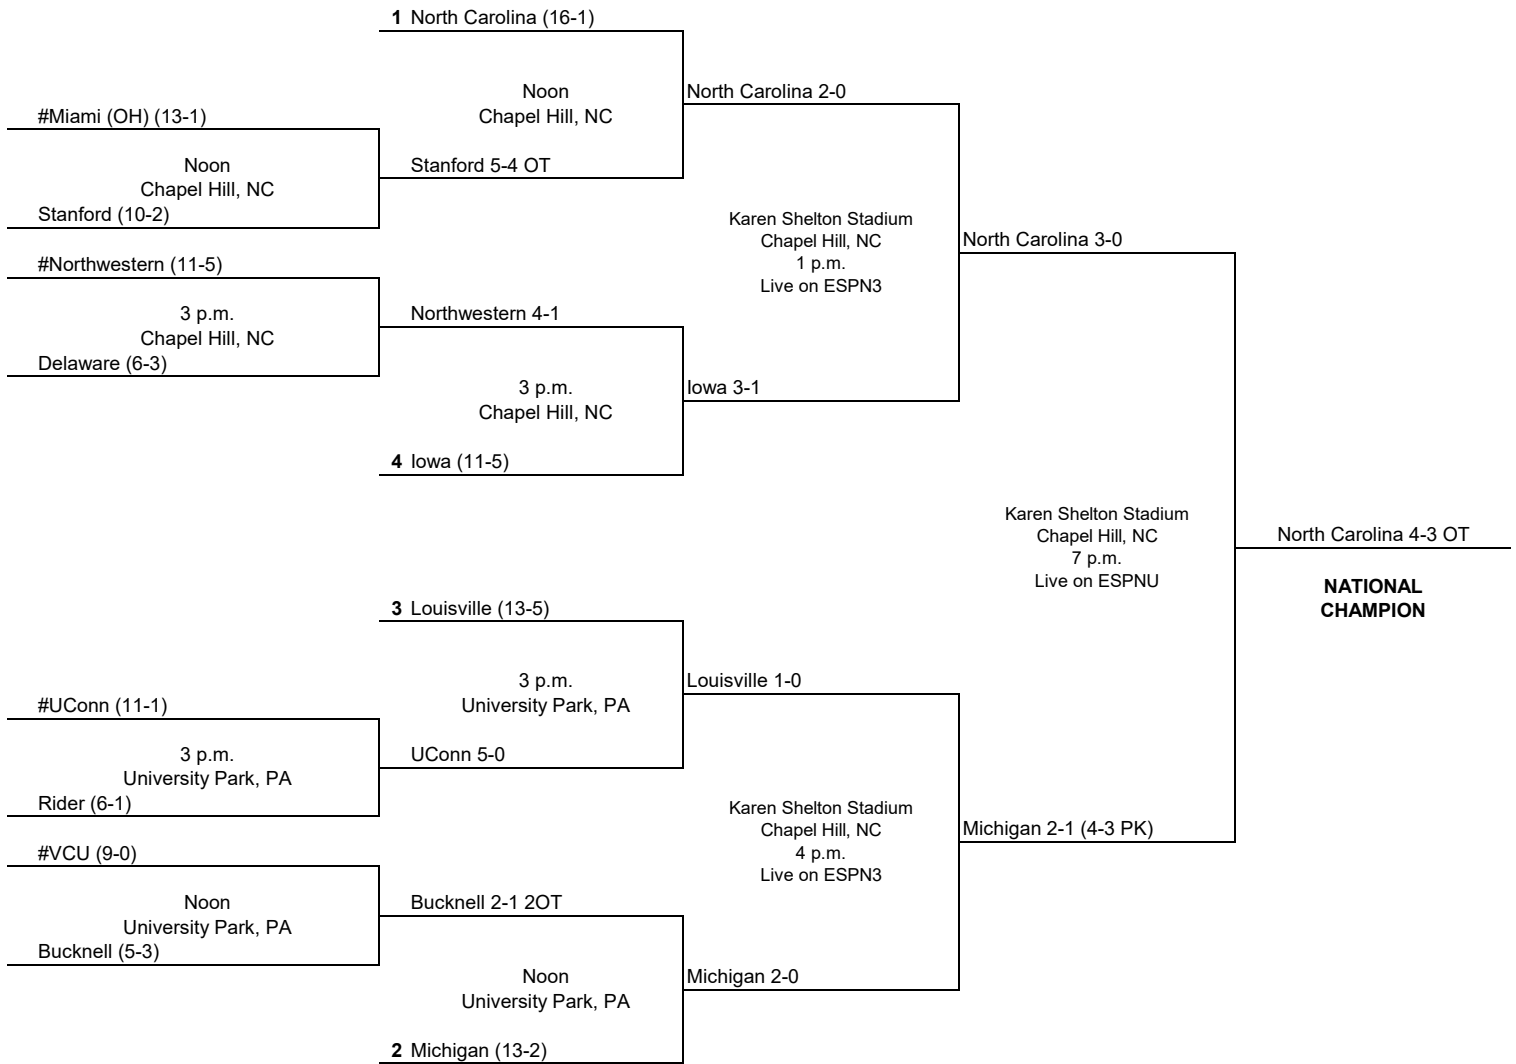 1 North Carolina (16-1)
Noon
Chapel Hill, NC
North Carolina 2-0
#Miami (OH) (13-1)
Noon
Chapel Hill, NC
Stanford 5-4 OT
Stanford (10-2)
Karen Shelton Stadium
Chapel Hill, NC
1 p.m.
Live on ESPN3
North Carolina 3-0
#Northwestern (11-5)
3 p.m.
Chapel Hill, NC
Northwestern 4-1
Delaware (6-3)
3 p.m.
Chapel Hill, NC
Iowa 3-1
4 Iowa (11-5)
Karen Shelton Stadium
Chapel Hill, NC
7 p.m.
Live on ESPNU
North Carolina 4-3 OT
NATIONAL
CHAMPION
3 Louisville (13-5)
3 p.m.
University Park, PA
Louisville 1-0
#UConn (11-1)
3 p.m.
University Park, PA
UConn 5-0
Rider (6-1)
Karen Shelton Stadium
Chapel Hill, NC
4 p.m.
Live on ESPN3
Michigan 2-1 (4-3 PK)
#VCU (9-0)
Noon
University Park, PA
Bucknell 2-1 2OT
Bucknell (5-3)
Noon
University Park, PA
Michigan 2-0
2 Michigan (13-2)